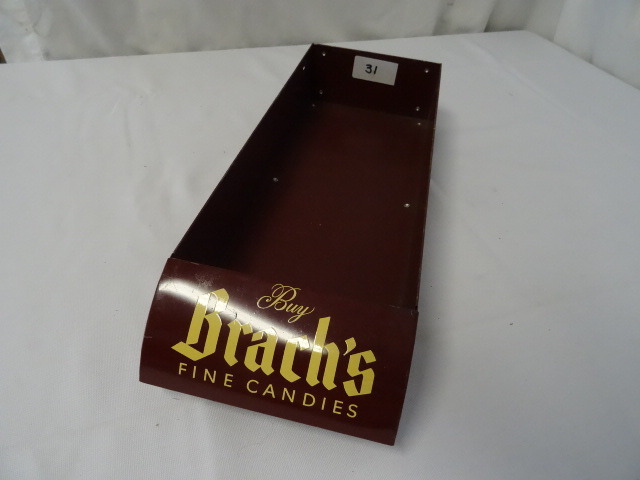 31
Buy
Brach's
FINE CANDIES